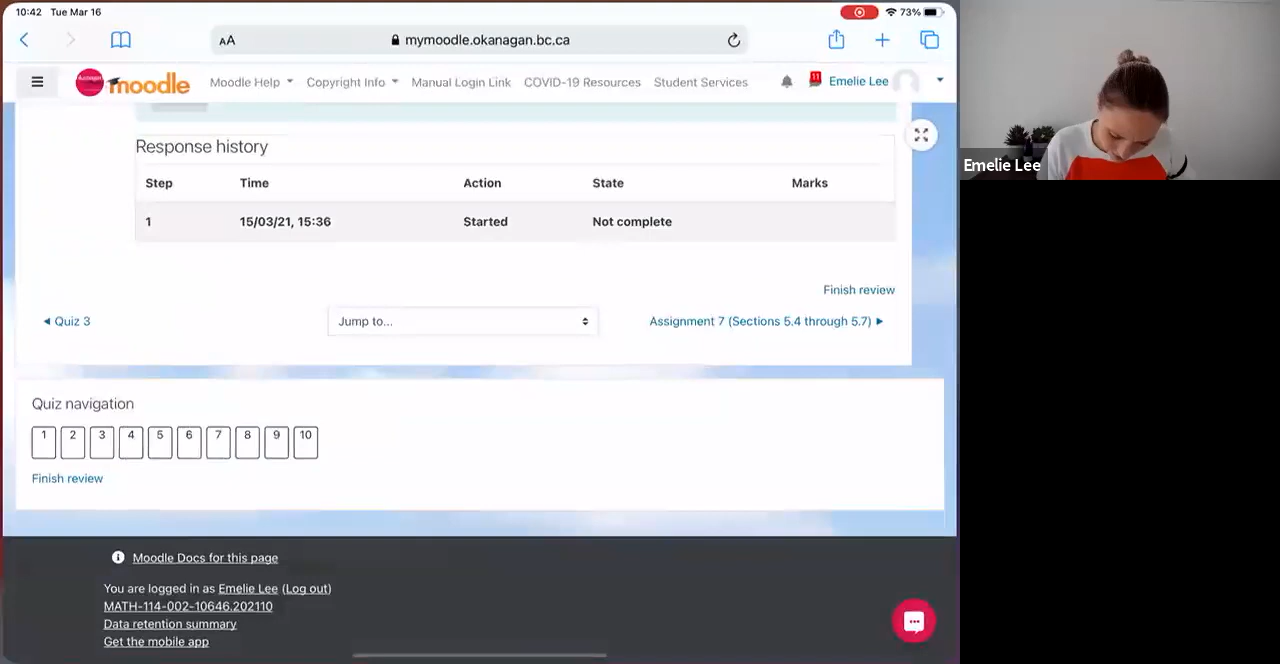 10:42 Tue Mar 16
73%
AA
mymoodle.okanagan.bc.ca
moodle
Moodle Help
Copyright Info
Manual Login Link
COVID-19 Resources
Student Services
11
Emelie Lee
Emelie Lee
Response history
Step Time Action State Marks
1 15/03/21, 15:36 Started Not complete
Finish review
◄ Quiz 3
Jump to...
Assignment 7 (Sections 5.4 through 5.7) ►
Quiz navigation
1 2 3 4 5 6 7 8 9 10
Finish review
Moodle Docs for this page
You are logged in as Emelie Lee (Log out)
MATH-114-002-10646.202110
Data retention summary
Get the mobile app